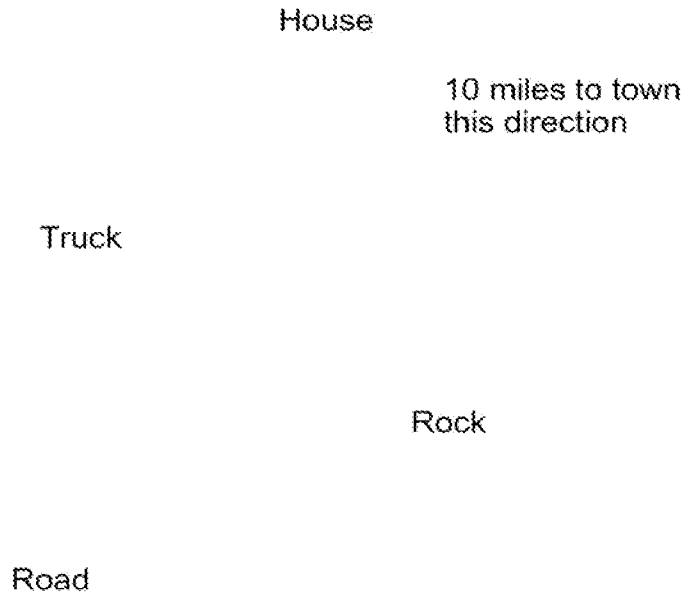 House
10 miles to town
this direction
Truck
Rock
Road